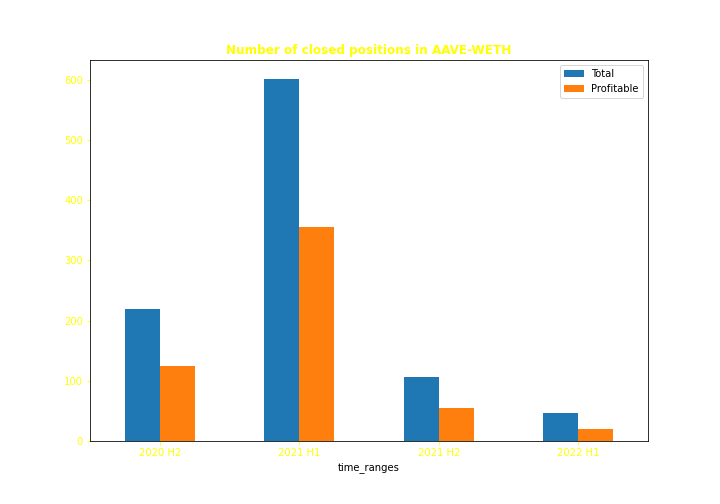 Number of closed positions in AAVE-WETH
Total
Profitable
600
500
400
300
200
100
0
2020 H2
2021 H1
2021 H2
2022 H1
time_ranges